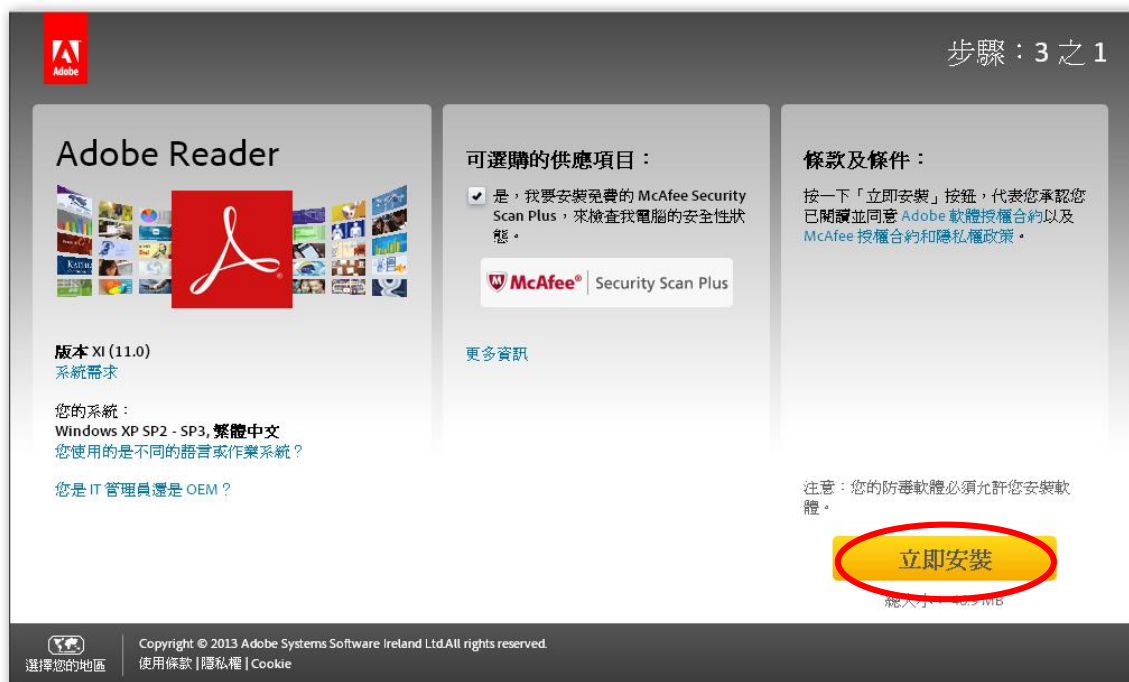 Adobe
步驟：3 之 1
Adobe Reader
版本 XI (11.0)
系統需求
您的系統：
Windows XP SP2 - SP3, 繁體中文
您使用的是不同的語言或作業系統？
您是 IT 管理員還是 OEM？
可選購的供應項目：
是，我要安裝免費的 McAfee Security
Scan Plus，來檢查我電腦的安全性狀
態。
McAfee® Security Scan Plus
更多資訊
條款及條件：
按一下「立即安裝」按鈕，代表您承認您
已閱讀並同意 Adobe 軟體授權合約以及
McAfee 授權合約和隱私權政策。
注意：您的防毒軟體必須允許您安裝軟
體。
立即安裝
總大小： MB
選擇您的地區
Copyright © 2013 Adobe Systems Software Ireland Ltd.All rights reserved.
使用條款 | 隱私權 | Cookie